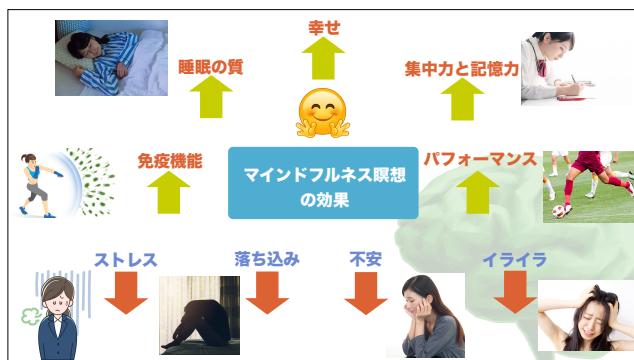 幸せ
睡眠の質
集中力と記憶力
免疫機能
マインドフルネス瞑想
の効果
パフォーマンス
ストレス
落ち込み
不安
イライラ